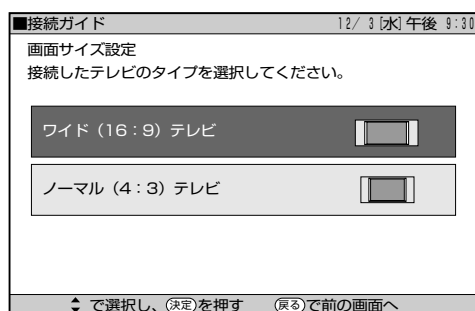 ■接続ガイド 12/ 3[水]午後 9:30
画面サイズ設定
接続したテレビのタイプを選択してください。
ワイド（16：9）テレビ
ノーマル（4：3）テレビ
で選択し、決定を押す 戻るで前の画面へ